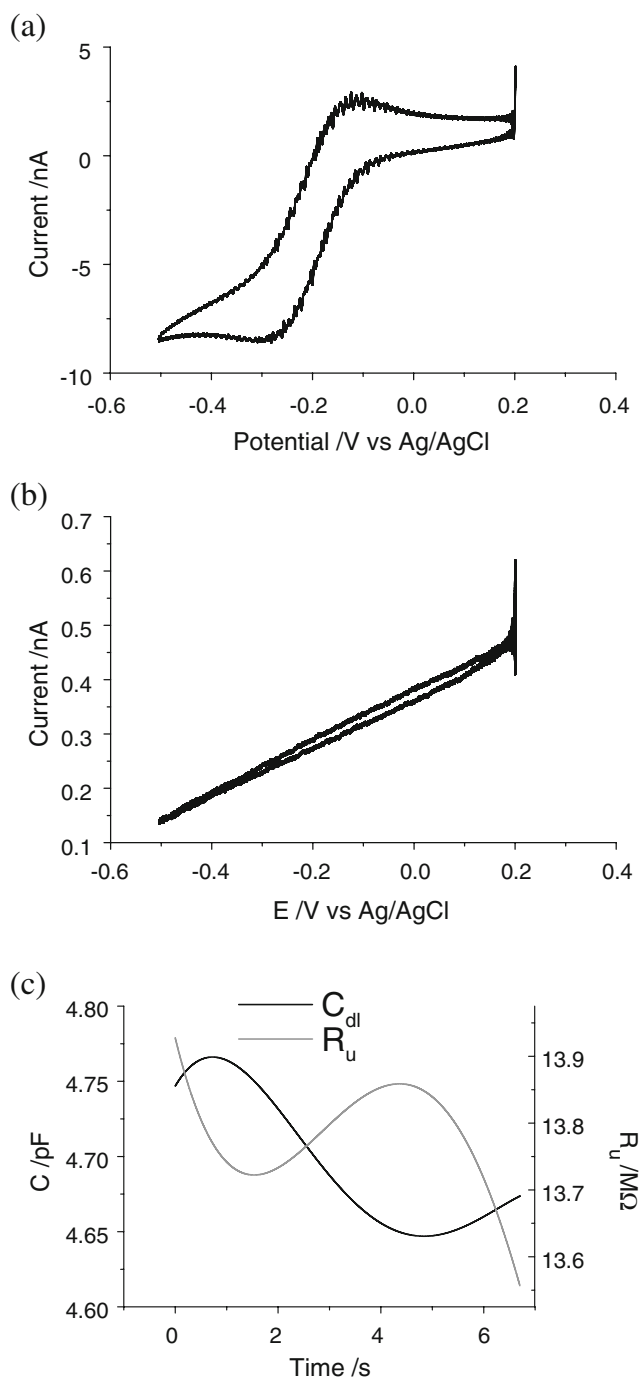 (a)
5
0
-5
-10
Current /nA
-0.6 -0.4 -0.2 0.0 0.2 0.4
Potential /V vs Ag/AgCl
(b)
0.7
0.6
0.5
0.4
0.3
0.2
0.1
Current /nA
-0.6 -0.4 -0.2 0.0 0.2 0.4
E /V vs Ag/AgCl
(c)
C_dl
R_u
4.80
4.75
4.70
4.65
4.60
C /pF
13.9
13.8
13.7
13.6
R_u /MΩ
0 2 4 6
Time /s